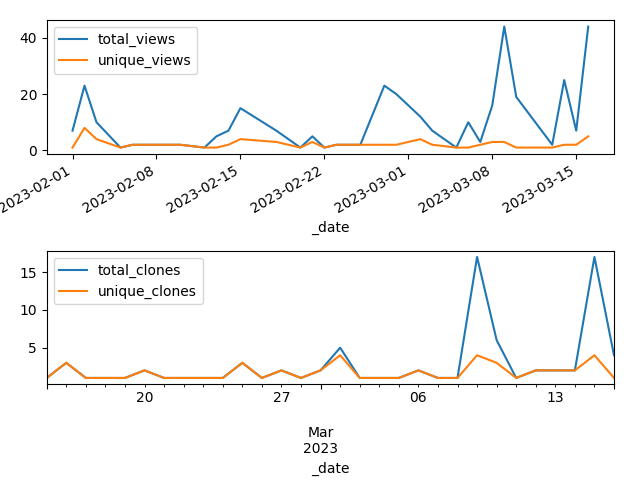 total_views
unique_views
40
20
0
2023-02-01
2023-02-08
2023-02-15
2023-02-22
2023-03-01
2023-03-08
2023-03-15
_date
total_clones
unique_clones
15
10
5
20
27
06
13
Mar
2023
_date